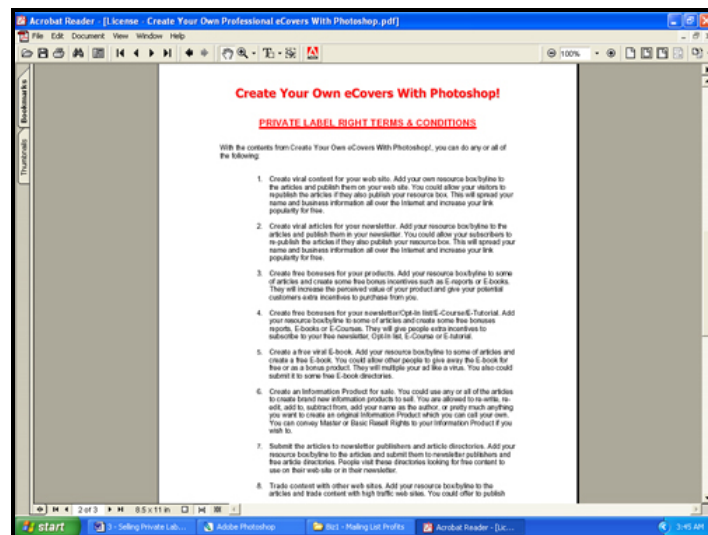 Acrobat Reader - [License - Create Your Own Professional eCovers With Photoshop.pdf]
File Edit Document View Window Help
100%
Bookmarks
Thumbnails
Create Your Own eCovers With Photoshop!
PRIVATE LABEL RIGHT TERMS & CONDITIONS
With the contents from Create Your Own eCovers With Photoshop!, you can do any or all of
the following:
1. Create viral content for your web site. Add your own resource box/byline to
the articles and publish them on your web site. You could allow your visitors to
republish the articles if they also publish your resource box. This will spread your
name and business information all over the Internet and increase your link
popularity for free.
2. Create viral articles for your newsletter. Add your resource box/byline to the
articles and publish them in your newsletter. You could allow your subscribers to
re-publish the articles if they also publish your resource box. This will spread your
name and business information all over the Internet and increase your link
popularity for free.
3. Create free bonuses for your products. Add your resource box/byline to some
of articles and create some free bonus incentives such as E-reports or E-books.
They will increase the perceived value of your product and give your potential
customers extra incentives to purchase from you.
4. Create free bonuses for your newsletter/Opt-In list/E-Course/E-Tutorial. Add
your resource box/byline to some of articles and create some free bonuses
reports, E-books or E-Courses. They will give people extra incentives to
subscribe to your free newsletter, Opt-In list, E-Course or E-tutorial.
5. Create a free viral E-book. Add your resource box/byline to some of articles and
create a free E-book. You could allow other people to give away the E-book for
free or as a bonus product. They will multiple your ad like a virus. You also could
submit it to some free E-book directories.
6. Create an Information Product for sale. You could use any or all of the articles
to create brand new information products to sell. You are allowed to re-write, re-
edit, add to, subtract from, add your name as the author, or pretty much anything
you want to create an original Information Product which you can call your own.
You can convey Master or Basic Resell Rights to your Information Product if you
wish to.
7. Submit the articles to newsletter publishers and article directories. Add your
resource box/byline to the articles and submit them to newsletter publishers and
free article directories. People visit these directories looking for free content to
use on their web site or in their newsletter.
8. Trade content with other web sites. Add your resource box/byline to the
articles and trade content with high traffic web sites. You could offer to publish
2 of 3 8.5 x 11 in
start 3 - Selling Private Lab... Adobe Photoshop Biz1 - Mailing List Profits Acrobat Reader - [Lic... 3:45 AM